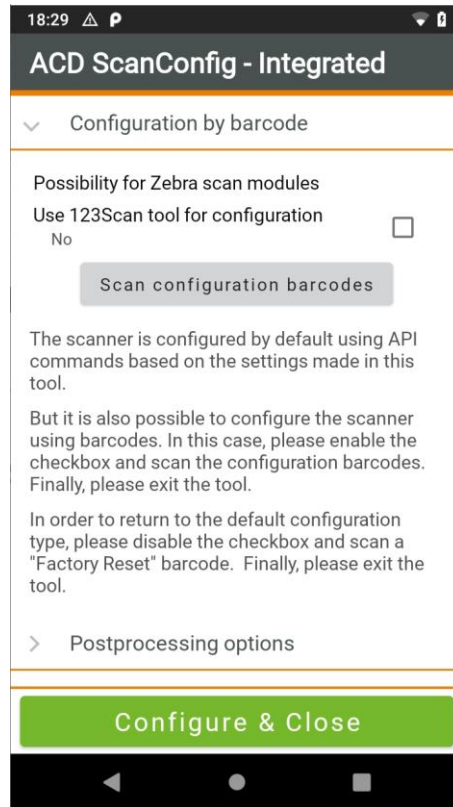 18:29
ACD ScanConfig - Integrated
Configuration by barcode
Possibility for Zebra scan modules
Use 123Scan tool for configuration
No
Scan configuration barcodes
The scanner is configured by default using API
commands based on the settings made in this
tool.
But it is also possible to configure the scanner
using barcodes. In this case, please enable the
checkbox and scan the configuration barcodes.
Finally, please exit the tool.
In order to return to the default configuration
type, please disable the checkbox and scan a
"Factory Reset" barcode.  Finally, please exit the
tool.
Postprocessing options
Configure & Close